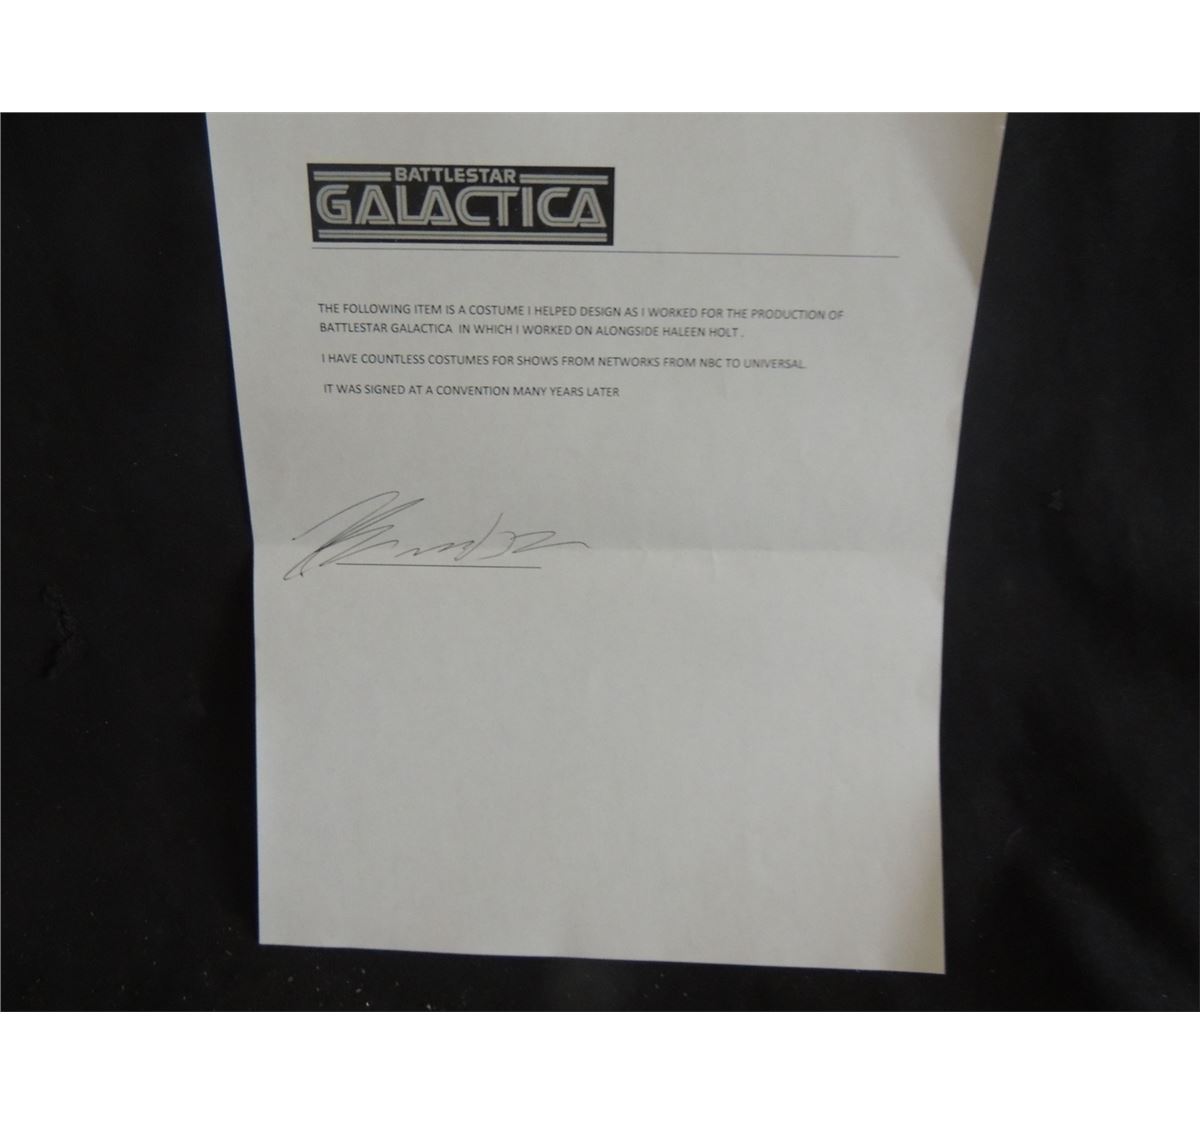 BATTLESTAR
GALACTICA
THE FOLLOWING ITEM IS A COSTUME I HELPED DESIGN AS I WORKED FOR THE PRODUCTION OF
BATTLESTAR GALACTICA IN WHICH I WORKED ON ALONGSIDE HALEEN HOLT .
I HAVE COUNTLESS COSTUMES FOR SHOWS FROM NETWORKS FROM NBC TO UNIVERSAL.
IT WAS SIGNED AT A CONVENTION MANY YEARS LATER